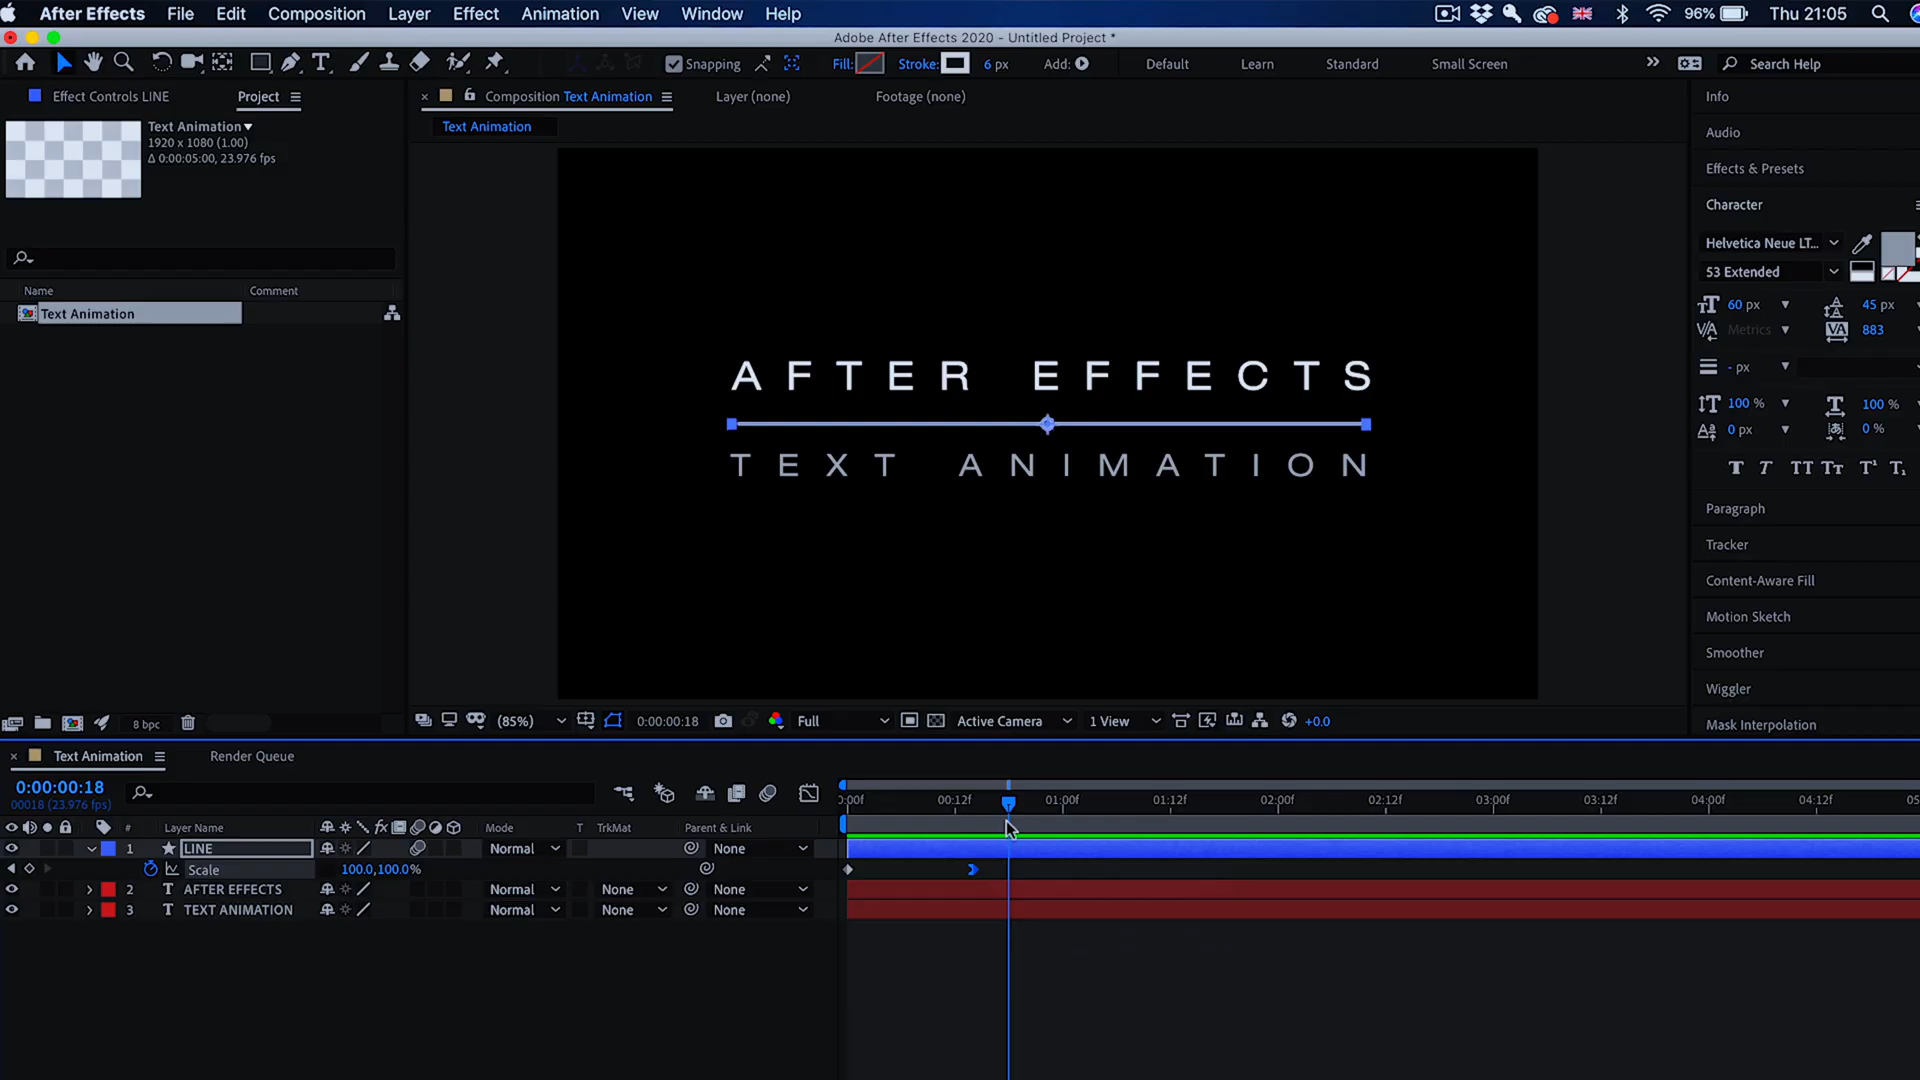 After Effects File Edit Composition Layer Effect Animation View Window Help 96% Thu 21:05
Adobe After Effects 2020 - Untitled Project *
Snapping Fill: Stroke: 6 px Add: Default Learn Standard Small Screen Search Help
Effect Controls LINE Project
Composition Text Animation Layer (none) Footage (none)
Text Animation
Text Animation
1920 x 1080 (1.00)
Δ 0:00:05:00, 23.976 fps
Name Comment
Text Animation
AFTER EFFECTS
TEXT ANIMATION
Info
Audio
Effects & Presets
Character
Helvetica Neue LT...
53 Extended
60 px 45 px
Metrics 883
- px
100 % 100 %
0 px 0 %
T T TT Tt T¹ T₁
Paragraph
Tracker
Content-Aware Fill
Motion Sketch
Smoother
Wiggler
Mask Interpolation
8 bpc (85%) 0:00:00:18 Full Active Camera 1 View +0.0
Text Animation Render Queue
0:00:00:18
00018 (23.976 fps)
:00f 00:12f 01:00f 01:12f 02:00f 02:12f 03:00f 03:12f 04:00f 04:12f 05
# Layer Name fx Mode T TrkMat Parent & Link
1 LINE Normal None
Scale 100.0,100.0%
2 T AFTER EFFECTS Normal None None
3 T TEXT ANIMATION Normal None None